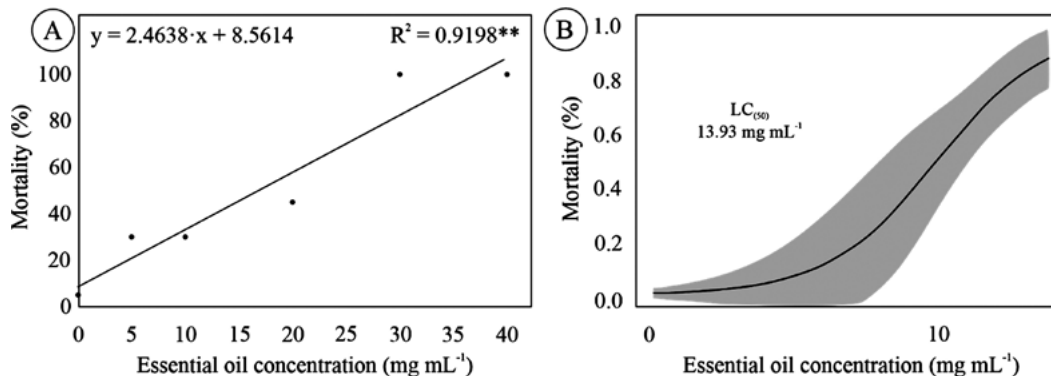 A
y = 2.4638·x + 8.5614
R² = 0.9198**
Mortality (%)
100
80
60
40
20
0
0 5 10 15 20 25 30 35 40
Essential oil concentration (mg mL⁻¹)
B
LC₍₅₀₎
13.93 mg mL⁻¹
Mortality (%)
1.0
0.8
0.6
0.4
0.2
0.0
0 10
Essential oil concentration (mg mL⁻¹)